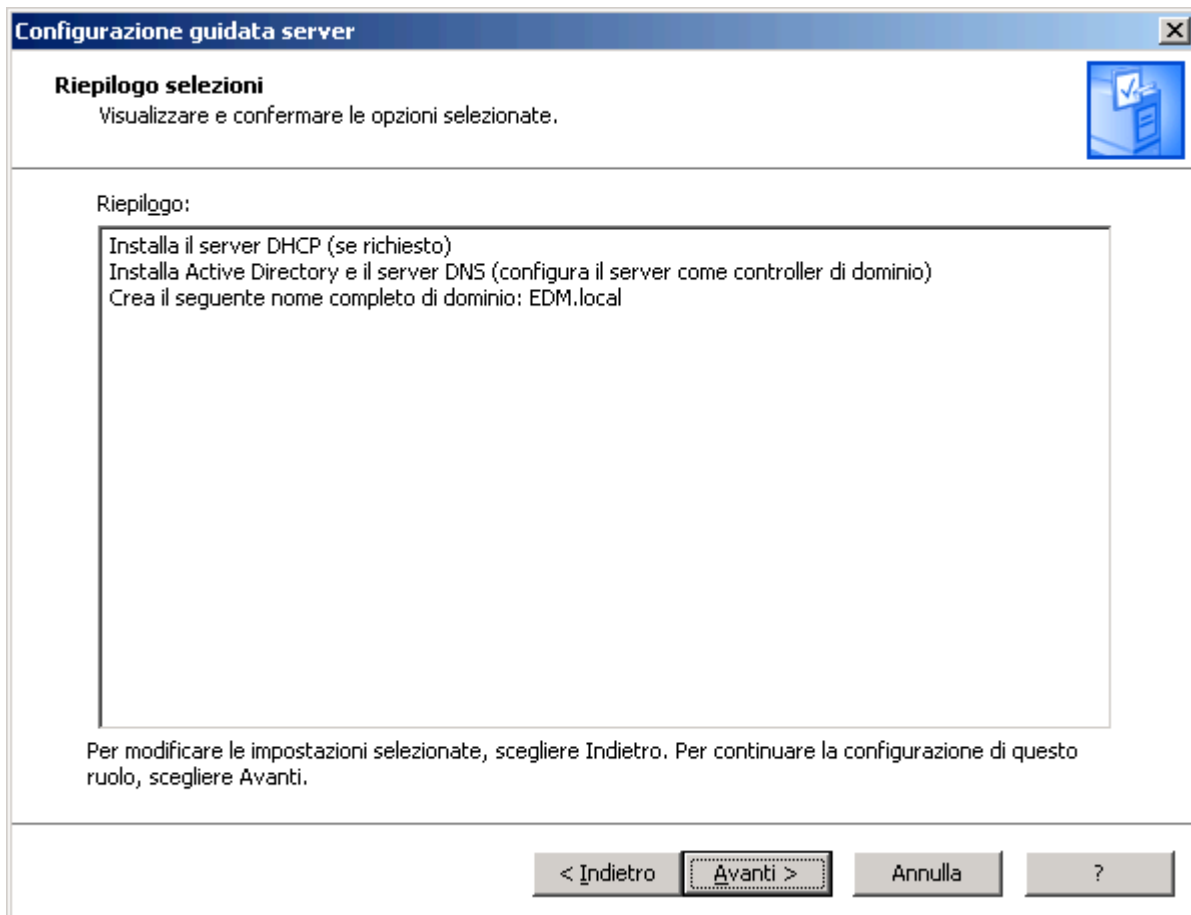 Configurazione guidata server
Riepilogo selezioni
Visualizzare e confermare le opzioni selezionate.
Riepilogo:
Installa il server DHCP (se richiesto)
Installa Active Directory e il server DNS (configura il server come controller di dominio)
Crea il seguente nome completo di dominio: EDM.local
Per modificare le impostazioni selezionate, scegliere Indietro. Per continuare la configurazione di questo
ruolo, scegliere Avanti.
< Indietro Avanti > Annulla ?